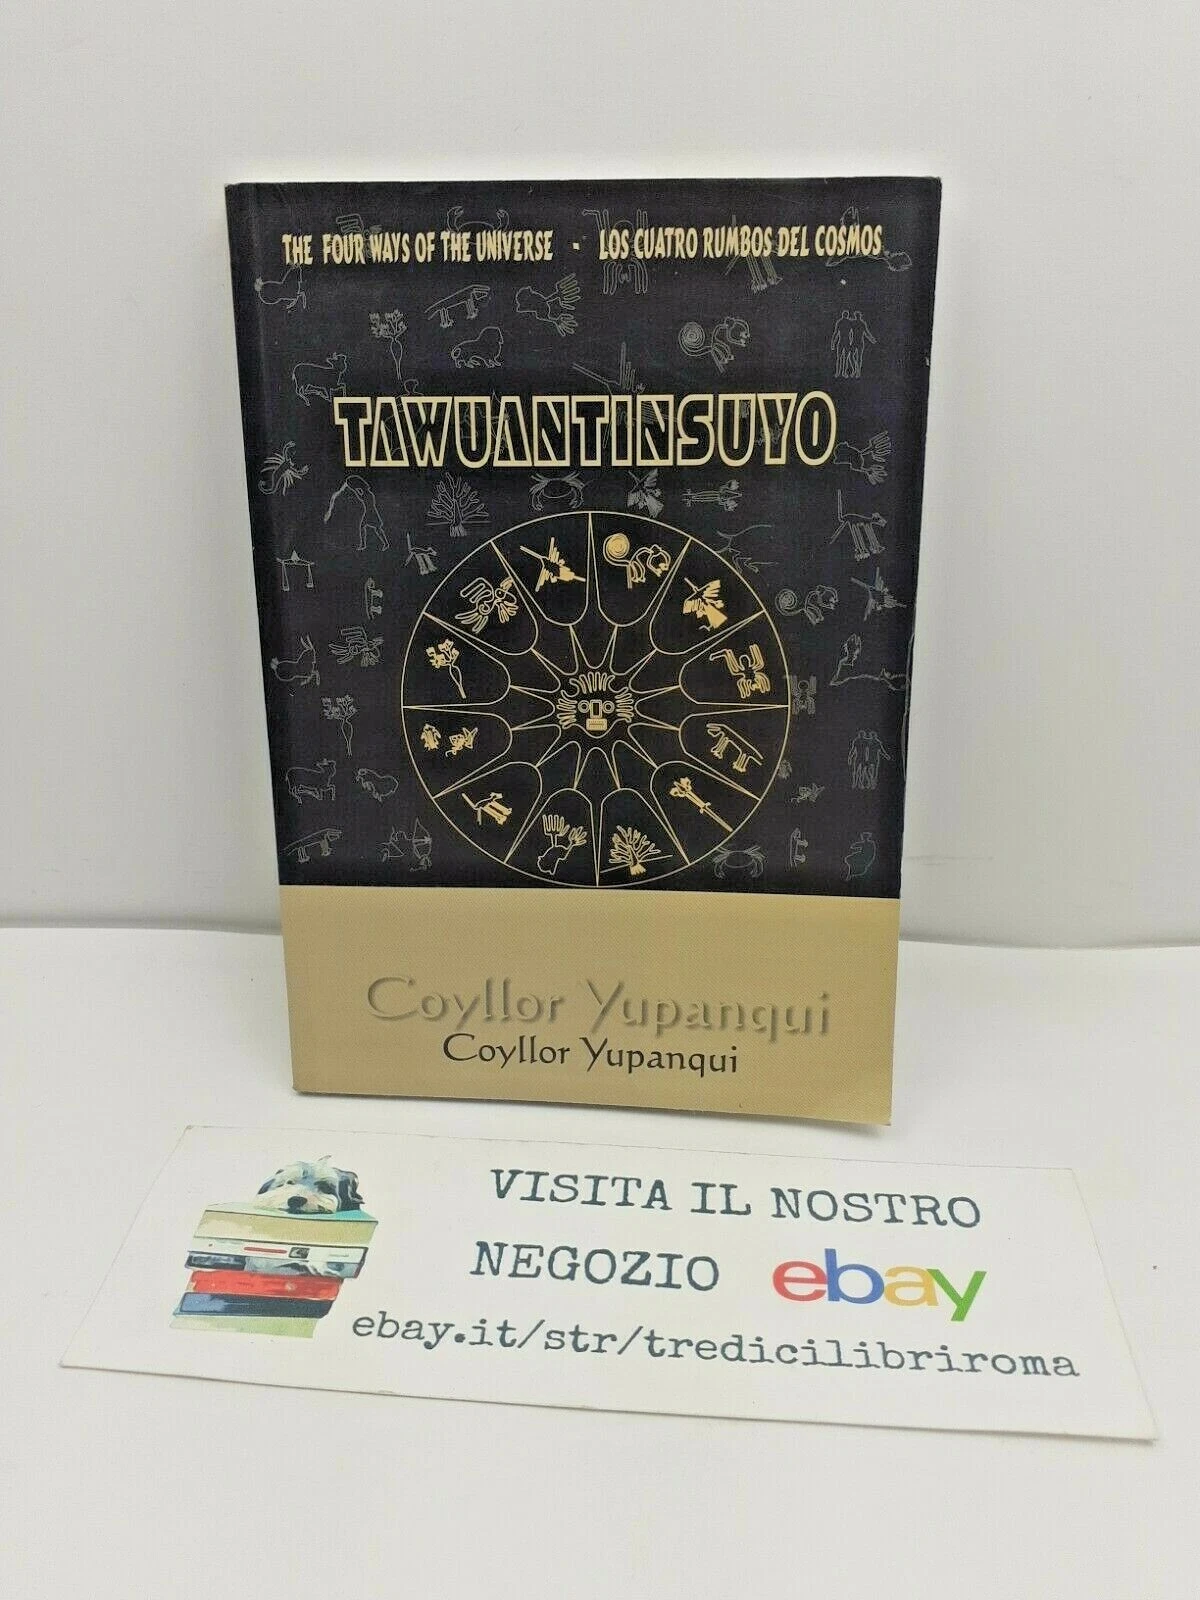 THE FOUR WAYS OF THE UNIVERSE - LOS CUATRO RUMBOS DEL COSMOS
TAWUANTINSUYO
Coyllor Yupanqui
Coyllor Yupanqui
VISITA IL NOSTRO
NEGOZIO ebay
ebay.it/str/tredicilibriroma